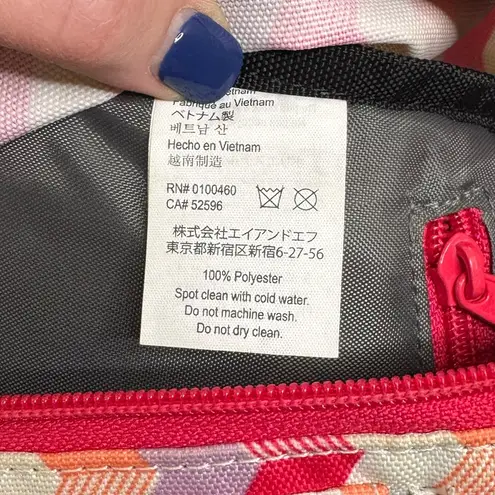 Fabriqué au Vietnam
ベトナム製
베트남 산
Hecho en Vietnam
越南制造
RN# 0100460
CA# 52596
株式会社エイアンドエフ
東京都新宿区新宿6-27-56
100% Polyester
Spot clean with cold water.
Do not machine wash.
Do not dry clean.